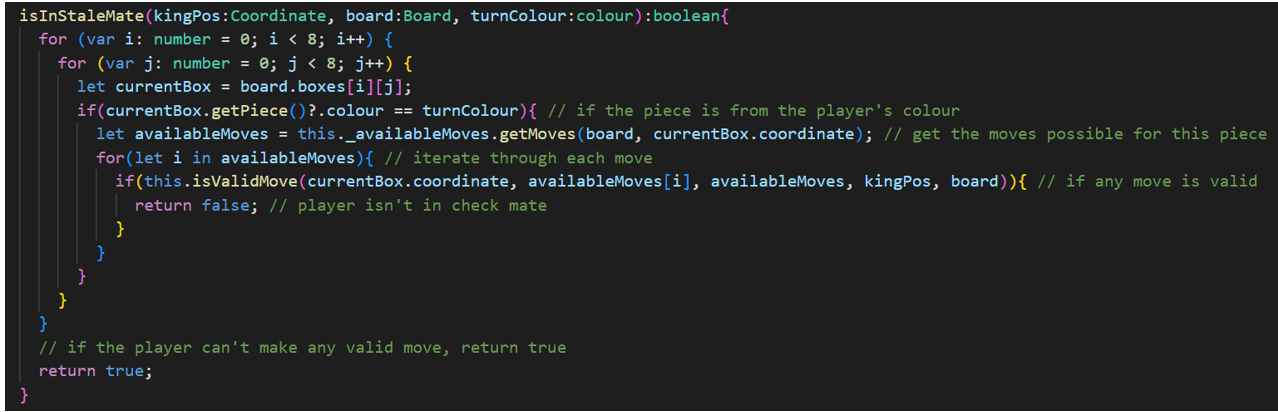 isInStaleMate(kingPos:Coordinate, board:Board, turnColour:colour):boolean{
for (var i: number = 0; i < 8; i++) {
for (var j: number = 0; j < 8; j++) {
let currentBox = board.boxes[i][j];
if(currentBox.getPiece()?.colour == turnColour){ // if the piece is from the player's colour
let availableMoves = this._availableMoves.getMoves(board, currentBox.coordinate); // get the moves possible for this piece
for(let i in availableMoves){ // iterate through each move
if(this.isValidMove(currentBox.coordinate, availableMoves[i], availableMoves, kingPos, board)){ // if any move is valid
return false; // player isn't in check mate
}
}
}
}
}
// if the player can't make any valid move, return true
return true;
}